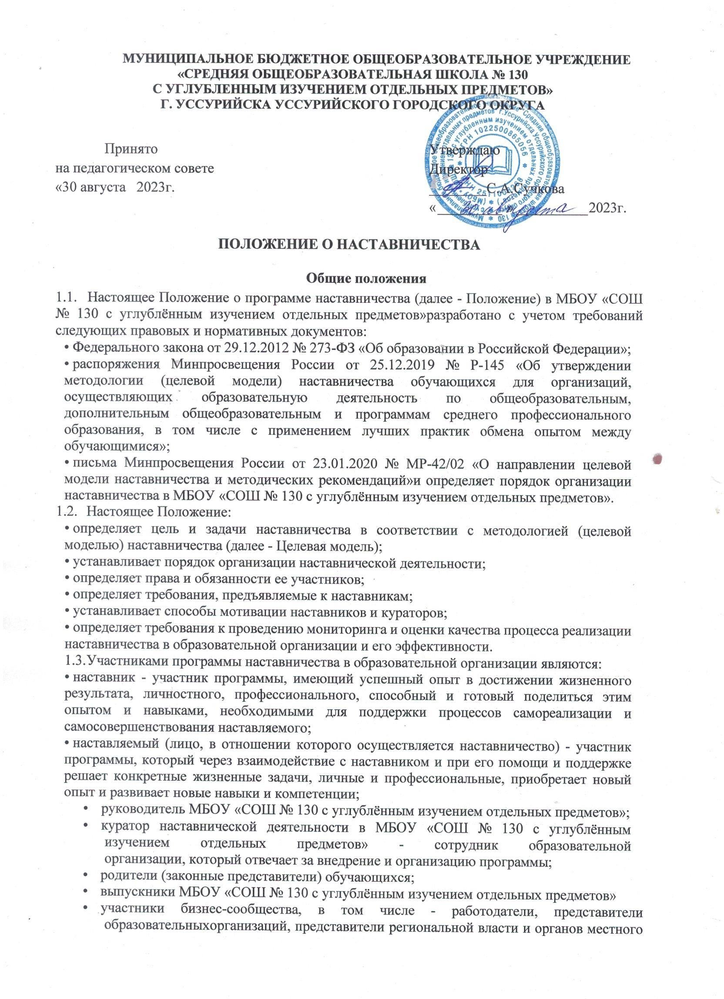 МУНИЦИПАЛЬНОЕ БЮДЖЕТНОЕ ОБЩЕОБРАЗОВАТЕЛЬНОЕ УЧРЕЖДЕНИЕ
«СРЕДНЯЯ ОБЩЕОБРАЗОВАТЕЛЬНАЯ ШКОЛА № 130
С УГЛУБЛЕННЫМ ИЗУЧЕНИЕМ ОТДЕЛЬНЫХ ПРЕДМЕТОВ»
Г. УССУРИЙСКА УССУРИЙСКОГО ГОРОДСКОГО ОКРУГА
Принято
на педагогическом совете
«30 августа 2023г.
Утверждаю
Директор
С.А.Сучкова
«30» августа 2023г.
ОГРН 1022500865056
ПОЛОЖЕНИЕ О НАСТАВНИЧЕСТВА
Общие положения
1.1. Настоящее Положение о программе наставничества (далее - Положение) в МБОУ «СОШ
№ 130 с углублённым изучением отдельных предметов»разработано с учетом требований
следующих правовых и нормативных документов:
• Федерального закона от 29.12.2012 № 273-ФЗ «Об образовании в Российской Федерации»;
• распоряжения Минпросвещения России от 25.12.2019 № Р-145 «Об утверждении
методологии (целевой модели) наставничества обучающихся для организаций,
осуществляющих образовательную деятельность по общеобразовательным,
дополнительным общеобразовательным и программам среднего профессионального
образования, в том числе с применением лучших практик обмена опытом между
обучающимися»;
• письма Минпросвещения России от 23.01.2020 № МР-42/02 «О направлении целевой
модели наставничества и методических рекомендаций»и определяет порядок организации
наставничества в МБОУ «СОШ № 130 с углублённым изучением отдельных предметов».
1.2. Настоящее Положение:
• определяет цель и задачи наставничества в соответствии с методологией (целевой
моделью) наставничества (далее - Целевая модель);
• устанавливает порядок организации наставнической деятельности;
• определяет права и обязанности ее участников;
• определяет требования, предъявляемые к наставникам;
• устанавливает способы мотивации наставников и кураторов;
• определяет требования к проведению мониторинга и оценки качества процесса реализации
наставничества в образовательной организации и его эффективности.
1.3.Участниками программы наставничества в образовательной организации являются:
• наставник - участник программы, имеющий успешный опыт в достижении жизненного
результата, личностного, профессионального, способный и готовый поделиться этим
опытом и навыками, необходимыми для поддержки процессов самореализации и
самосовершенствования наставляемого;
• наставляемый (лицо, в отношении которого осуществляется наставничество) - участник
программы, который через взаимодействие с наставником и при его помощи и поддержке
решает конкретные жизненные задачи, личные и профессиональные, приобретает новый
опыт и развивает новые навыки и компетенции;
• руководитель МБОУ «СОШ № 130 с углублённым изучением отдельных предметов»;
• куратор наставнической деятельности в МБОУ «СОШ № 130 с углублённым
изучением отдельных предметов» - сотрудник образовательной
организации, который отвечает за внедрение и организацию программы;
• родители (законные представители) обучающихся;
• выпускники МБОУ «СОШ № 130 с углублённым изучением отдельных предметов»
• участники бизнес-сообщества, в том числе - работодатели, представители
образовательныхорганизаций, представители региональной власти и органов местного